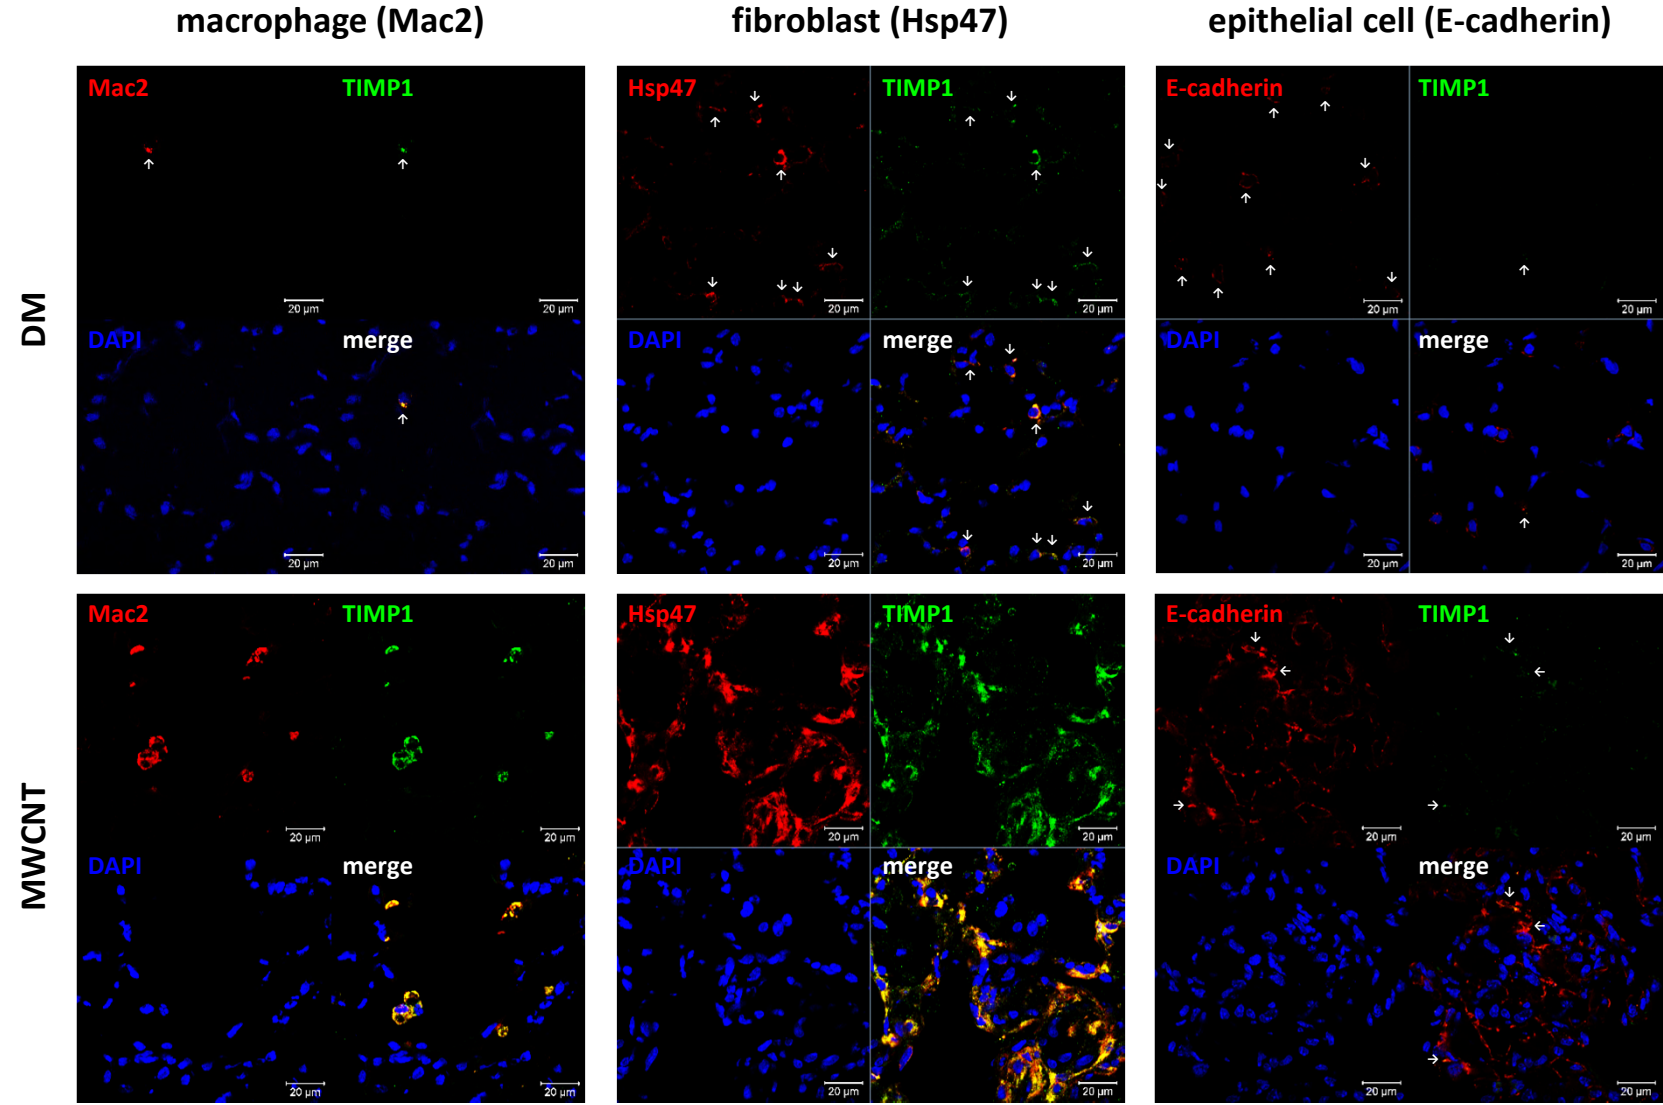 macrophage (Mac2) fibroblast (Hsp47) epithelial cell (E-cadherin)
DM
Mac2 TIMP1 Hsp47 TIMP1 E-cadherin TIMP1
20 µm 20 µm 20 µm 20 µm 20 µm 20 µm
DAPI merge DAPI merge DAPI merge
20 µm 20 µm 20 µm 20 µm 20 µm 20 µm
MWCNT
Mac2 TIMP1 Hsp47 TIMP1 E-cadherin TIMP1
20 µm 20 µm 20 µm 20 µm 20 µm 20 µm
DAPI merge DAPI merge DAPI merge
20 µm 20 µm 20 µm 20 µm 20 µm 20 µm